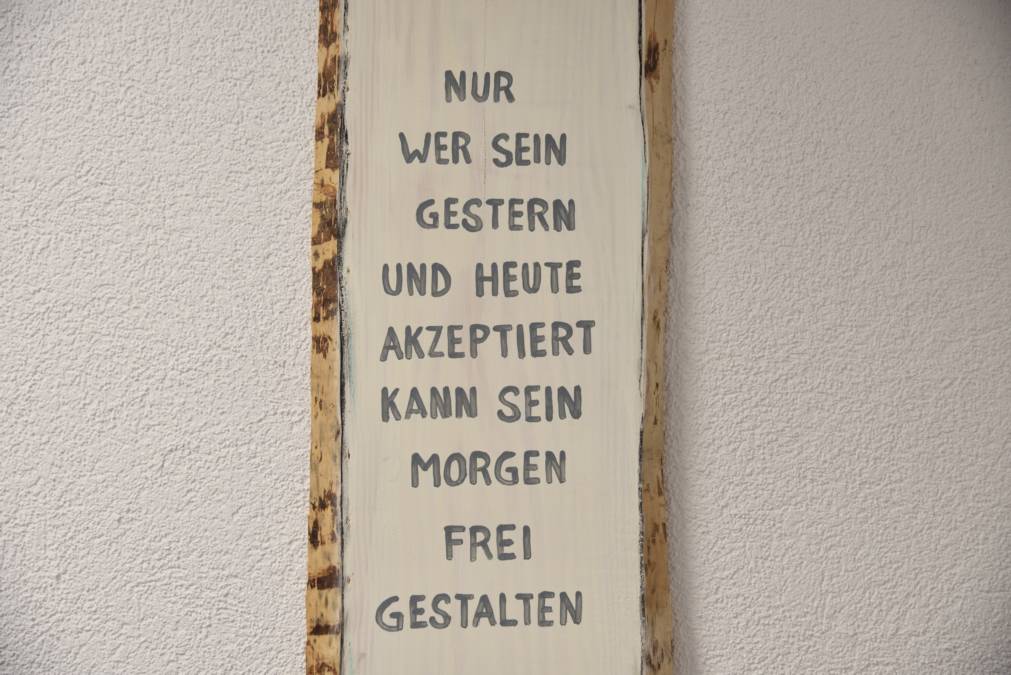 NUR
WER SEIN
GESTERN
UND HEUTE
AKZEPTIERT
KANN SEIN
MORGEN
FREI
GESTALTEN